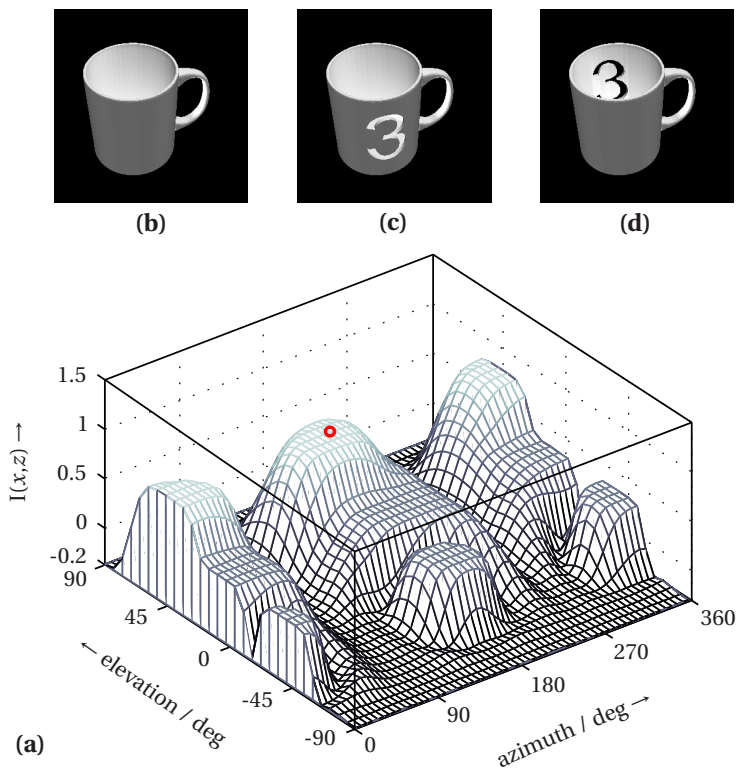 3
3
(b)
(c)
(d)
1.5
1
0.5
0
-0.2
I(x,z) →
90
45
0
-45
-90
← elevation / deg
0
90
180
270
360
azimuth / deg →
(a)